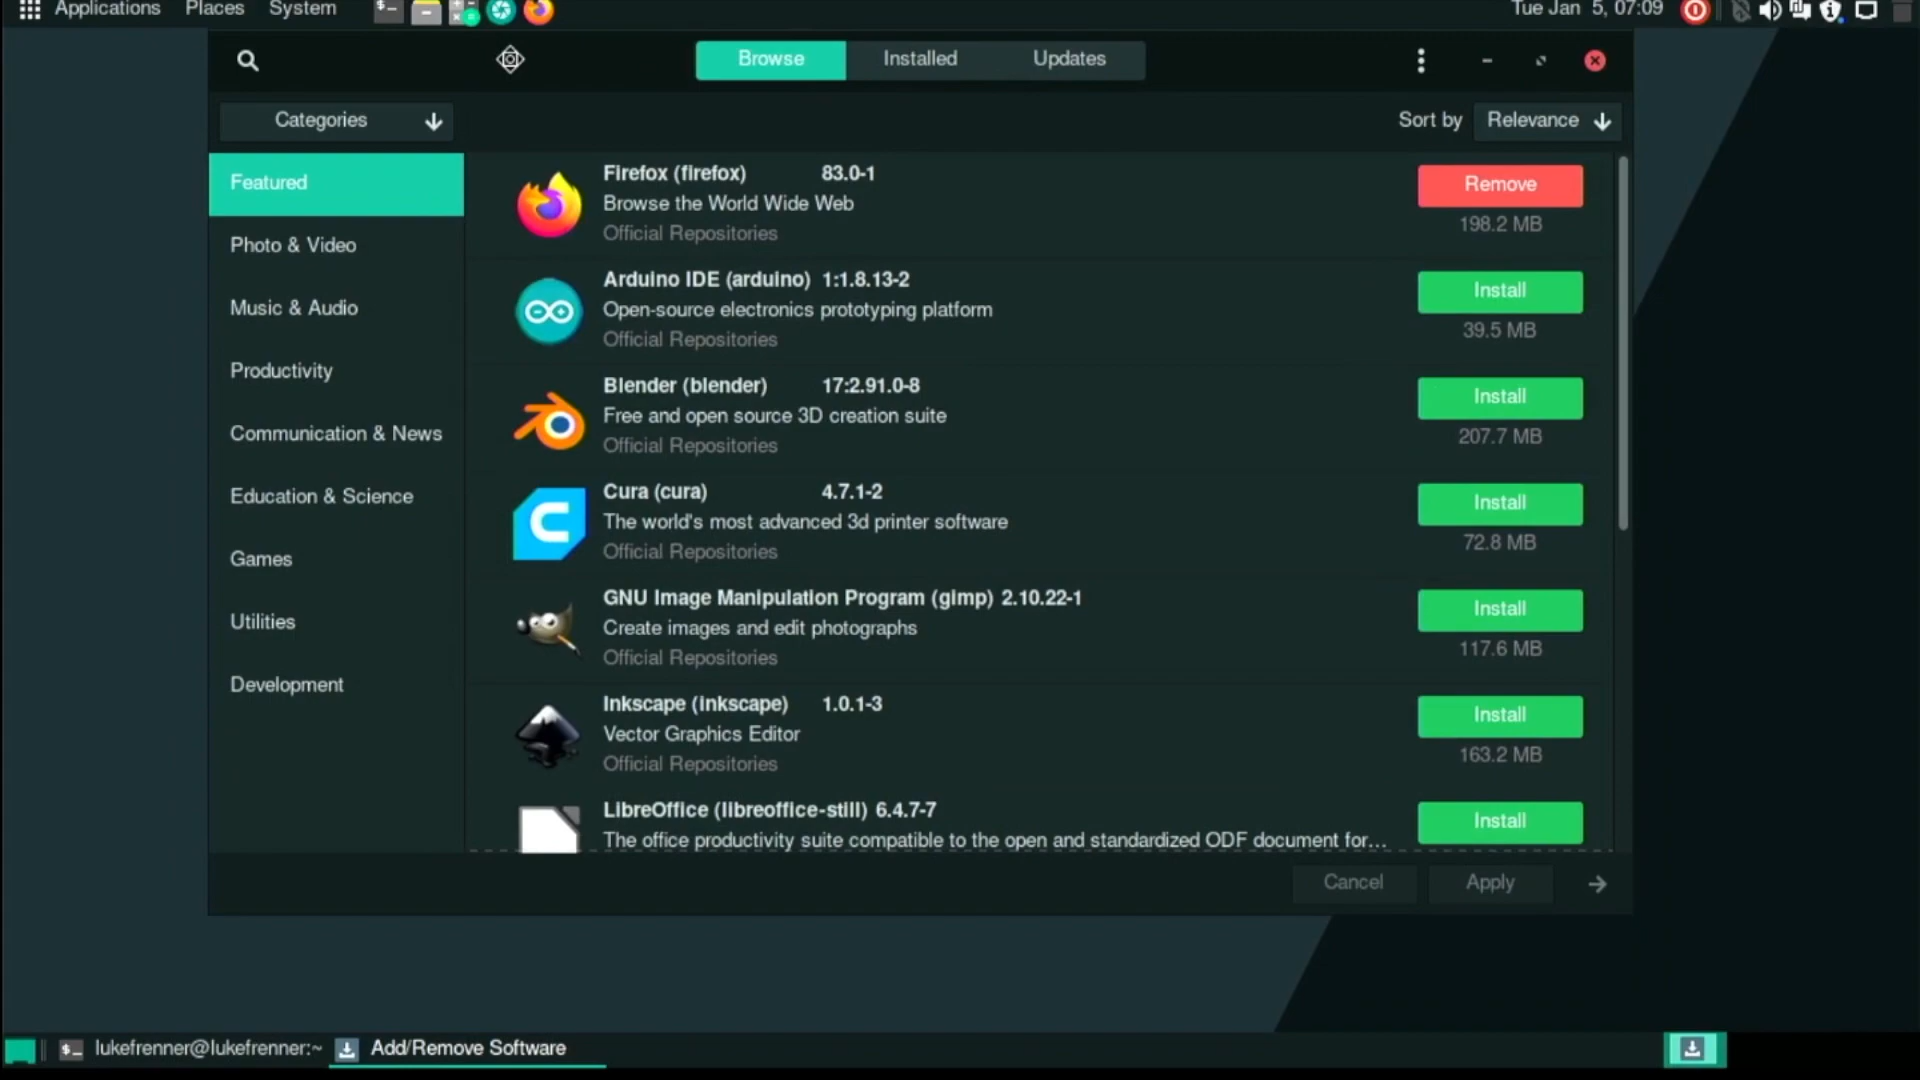 Applications Places System
Tue Jan 5, 07:09
Browse Installed Updates
Categories
Sort by Relevance
Featured
Photo & Video
Music & Audio
Productivity
Communication & News
Education & Science
Games
Utilities
Development
Firefox (firefox) 83.0-1
Browse the World Wide Web
Official Repositories
Remove
198.2 MB
Arduino IDE (arduino) 1:1.8.13-2
Open-source electronics prototyping platform
Official Repositories
Install
39.5 MB
Blender (blender) 17:2.91.0-8
Free and open source 3D creation suite
Official Repositories
Install
207.7 MB
Cura (cura) 4.7.1-2
The world's most advanced 3d printer software
Official Repositories
Install
72.8 MB
GNU Image Manipulation Program (gimp) 2.10.22-1
Create images and edit photographs
Official Repositories
Install
117.6 MB
Inkscape (inkscape) 1.0.1-3
Vector Graphics Editor
Official Repositories
Install
163.2 MB
LibreOffice (libreoffice-still) 6.4.7-7
The office productivity suite compatible to the open and standardized ODF document for...
Install
Cancel Apply
lukefrenner@lukefrenner:~ Add/Remove Software